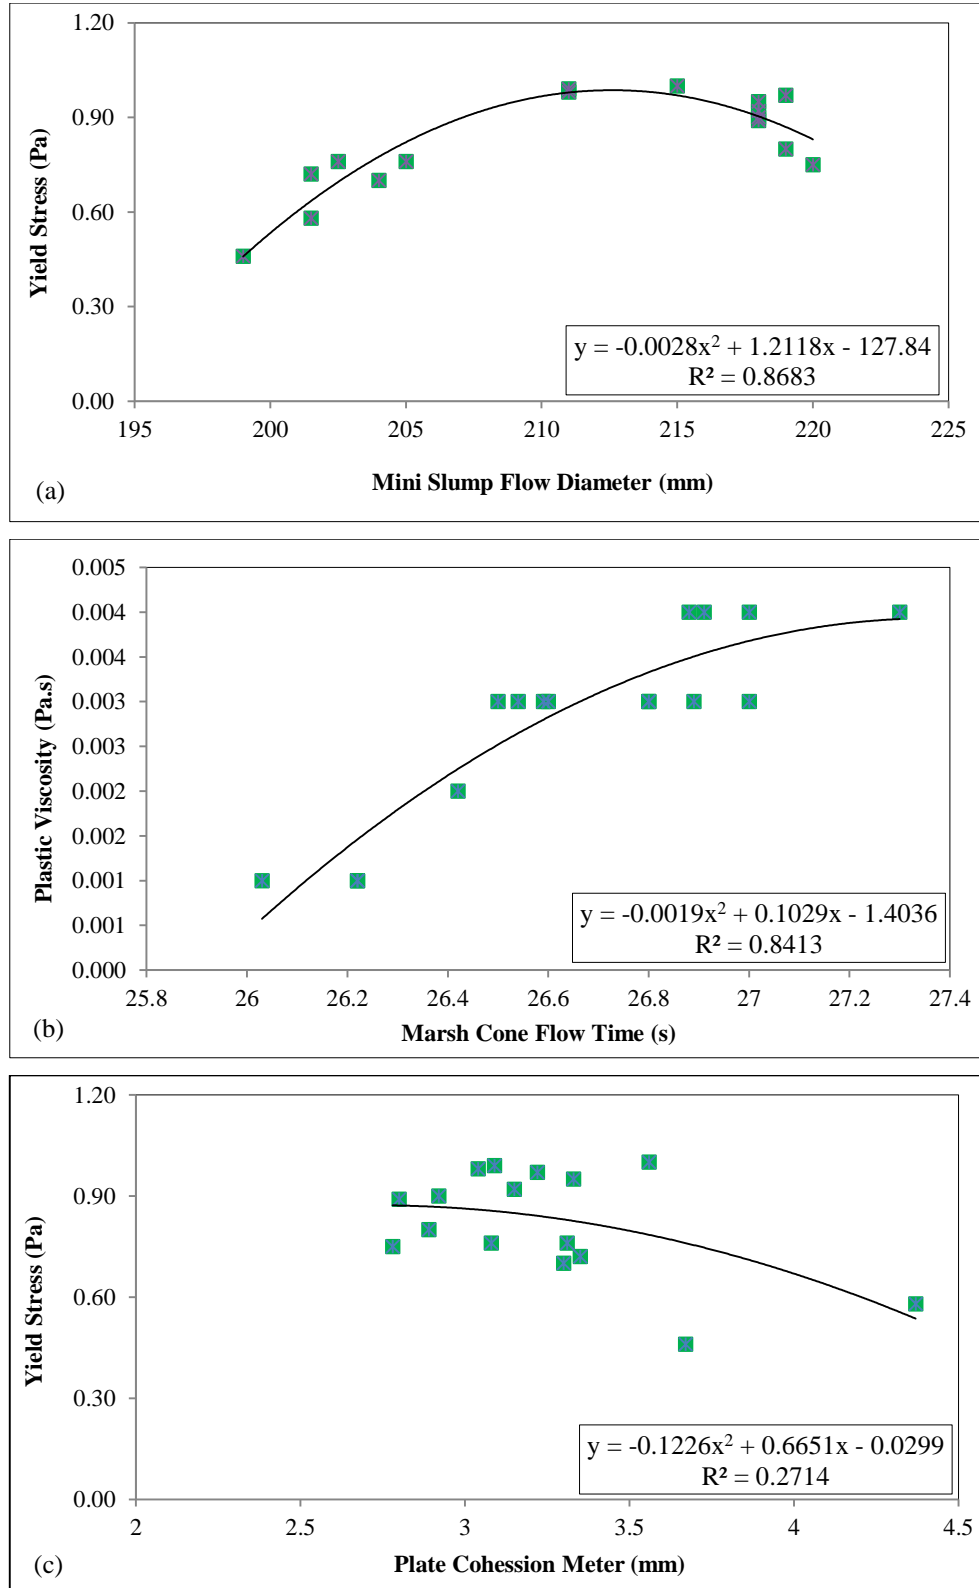 1.20
0.90
0.60
0.30
0.00
Yield Stress (Pa)
y = -0.0028x² + 1.2118x - 127.84
R² = 0.8683
195 200 205 210 215 220 225
Mini Slump Flow Diameter (mm)
(a)
0.005
0.004
0.004
0.003
0.003
0.002
0.002
0.001
0.001
0.000
Plastic Viscosity (Pa.s)
y = -0.0019x² + 0.1029x - 1.4036
R² = 0.8413
25.8 26 26.2 26.4 26.6 26.8 27 27.2 27.4
Marsh Cone Flow Time (s)
(b)
1.20
0.90
0.60
0.30
0.00
Yield Stress (Pa)
y = -0.1226x² + 0.6651x - 0.0299
R² = 0.2714
2 2.5 3 3.5 4 4.5
Plate Cohession Meter (mm)
(c)